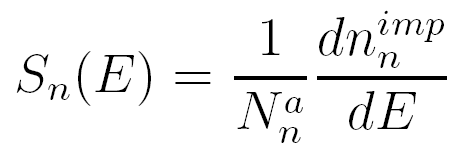 $S_n(E) = \frac{1}{N_n^a} \frac{dn_n^{imp}}{dE}$